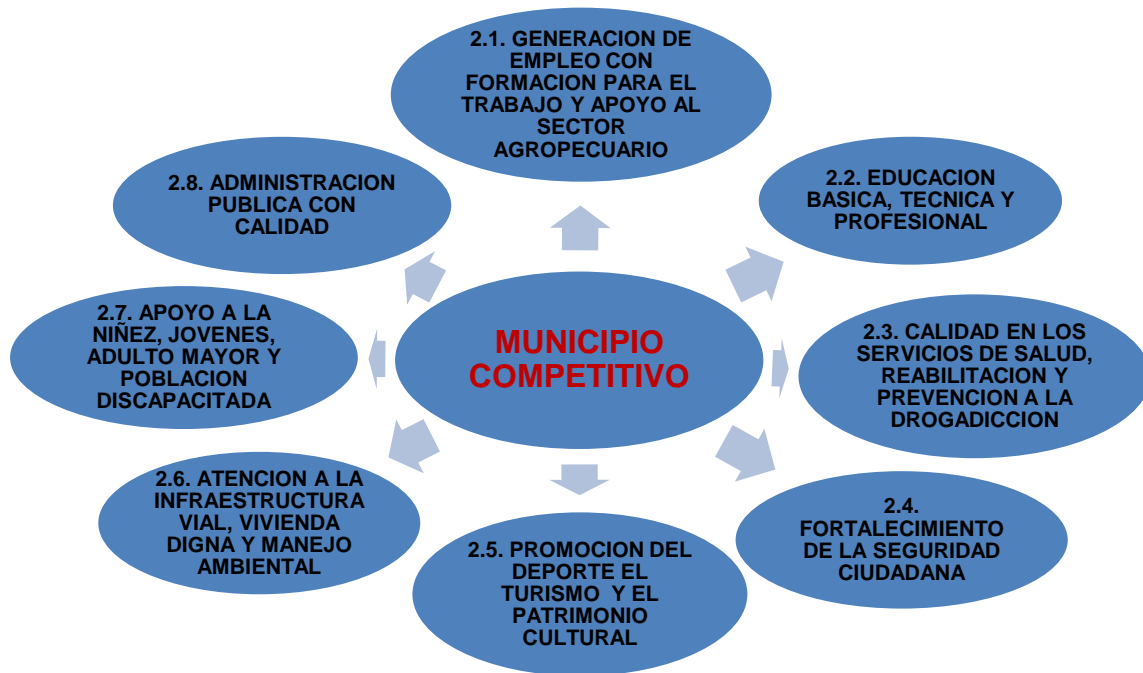 2.1. GENERACION DE
EMPLEO CON
FORMACION PARA EL
TRABAJO Y APOYO AL
SECTOR
AGROPECUARIO
2.2. EDUCACION
BASICA, TECNICA Y
PROFESIONAL
2.3. CALIDAD EN LOS
SERVICIOS DE SALUD,
REABILITACION Y
PREVENCION A LA
DROGADICCION
2.4.
FORTALECIMIENTO
DE LA SEGURIDAD
CIUDADANA
2.5. PROMOCION DEL
DEPORTE EL
TURISMO Y EL
PATRIMONIO
CULTURAL
2.6. ATENCION A LA
INFRAESTRUCTURA
VIAL, VIVIENDA
DIGNA Y MANEJO
AMBIENTAL
2.7. APOYO A LA
NIÑEZ, JOVENES,
ADULTO MAYOR Y
POBLACION
DISCAPACITADA
2.8. ADMINISTRACION
PUBLICA CON
CALIDAD
MUNICIPIO
COMPETITIVO